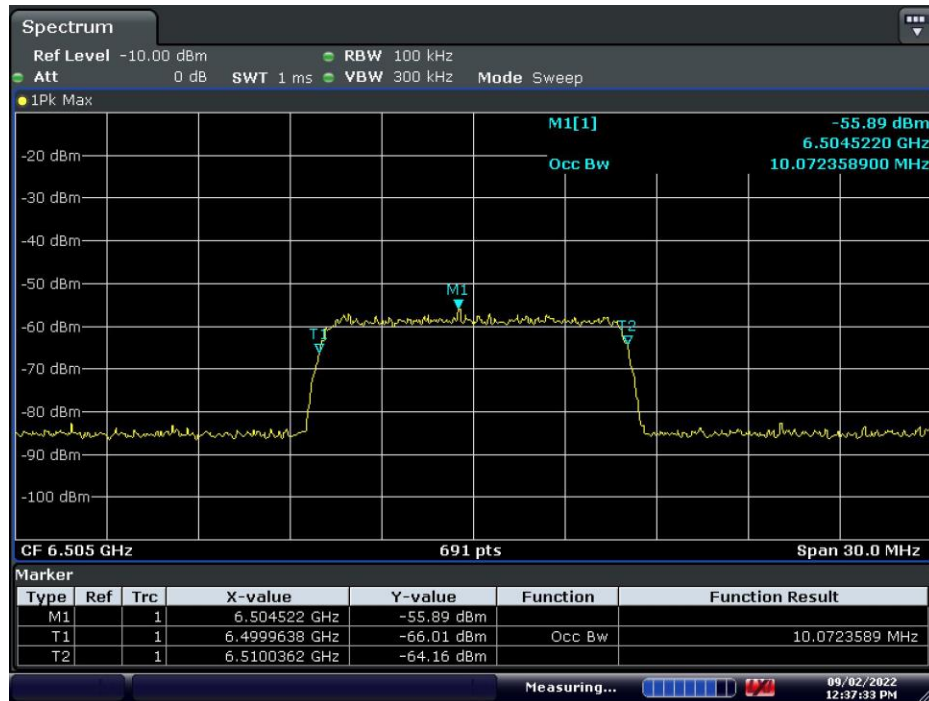 Spectrum
Ref Level -10.00 dBm RBW 100 kHz
Att 0 dB SWT 1 ms VBW 300 kHz Mode Sweep
1Pk Max
M1[1] -55.89 dBm
6.5045220 GHz
-20 dBm
Occ Bw 10.072358900 MHz
-30 dBm
-40 dBm
-50 dBm
M1
-60 dBm
T1 T2
-70 dBm
-80 dBm
-90 dBm
-100 dBm
CF 6.505 GHz 691 pts Span 30.0 MHz
Marker
Type Ref Trc X-value Y-value Function Function Result
M1 1 6.504522 GHz -55.89 dBm
T1 1 6.4999638 GHz -66.01 dBm Occ Bw 10.0723589 MHz
T2 1 6.5100362 GHz -64.16 dBm
Measuring... 09/02/2022
12:37:33 PM